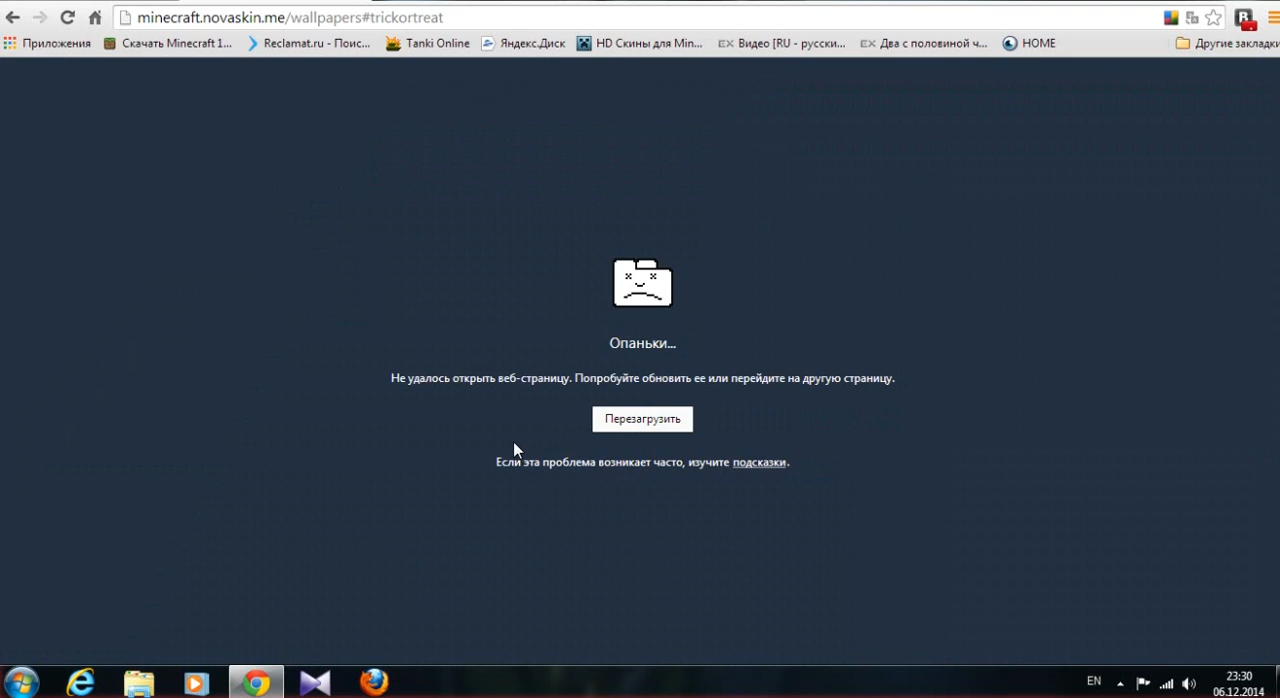 minecraft.novaskin.me/wallpapers#trickortreat
Приложения Скачать Minecraft 1... Reclamat.ru - Поис... Tanki Online Яндекс.Диск HD Скины для Min... EX Видео [RU - русски... EX Два с половиной ч... HOME Другие закладки
Опаньки...
Не удалось открыть веб-страницу. Попробуйте обновить ее или перейдите на другую страницу.
Перезагрузить
Если эта проблема возникает часто, изучите подсказки.
EN
23:30
06.12.2014